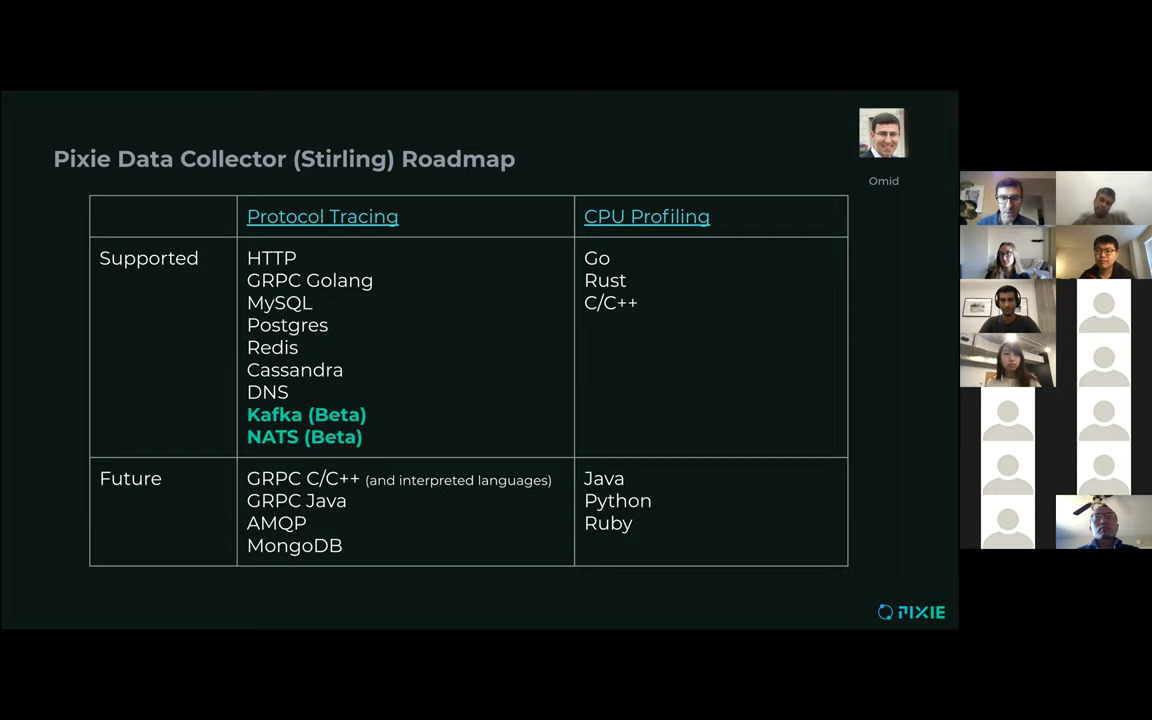 Pixie Data Collector (Stirling) Roadmap
Omid
Protocol Tracing
CPU Profiling
Supported
HTTP
GRPC Golang
MySQL
Postgres
Redis
Cassandra
DNS
Kafka (Beta)
NATS (Beta)
Go
Rust
C/C++
Future
GRPC C/C++ (and interpreted languages)
GRPC Java
AMQP
MongoDB
Java
Python
Ruby
PIXIE